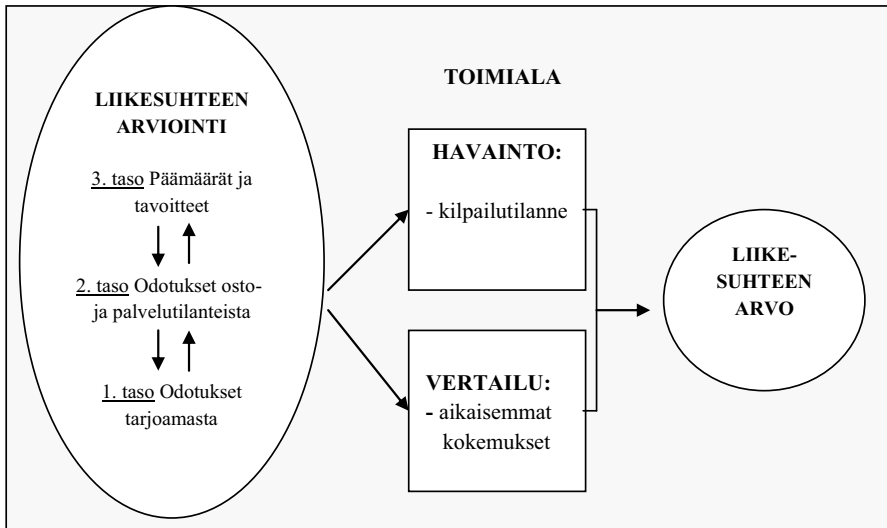 LIIKESUHTEEN
ARVIOINTI
3. taso Päämäärät ja
tavoitteet
2. taso Odotukset osto-
ja palvelutilanteista
1. taso Odotukset
tarjoamasta
TOIMIALA
HAVAINTO:
- kilpailutilanne
VERTAILU:
- aikaisemmat
kokemukset
LIIKE-
SUHTEEN
ARVO